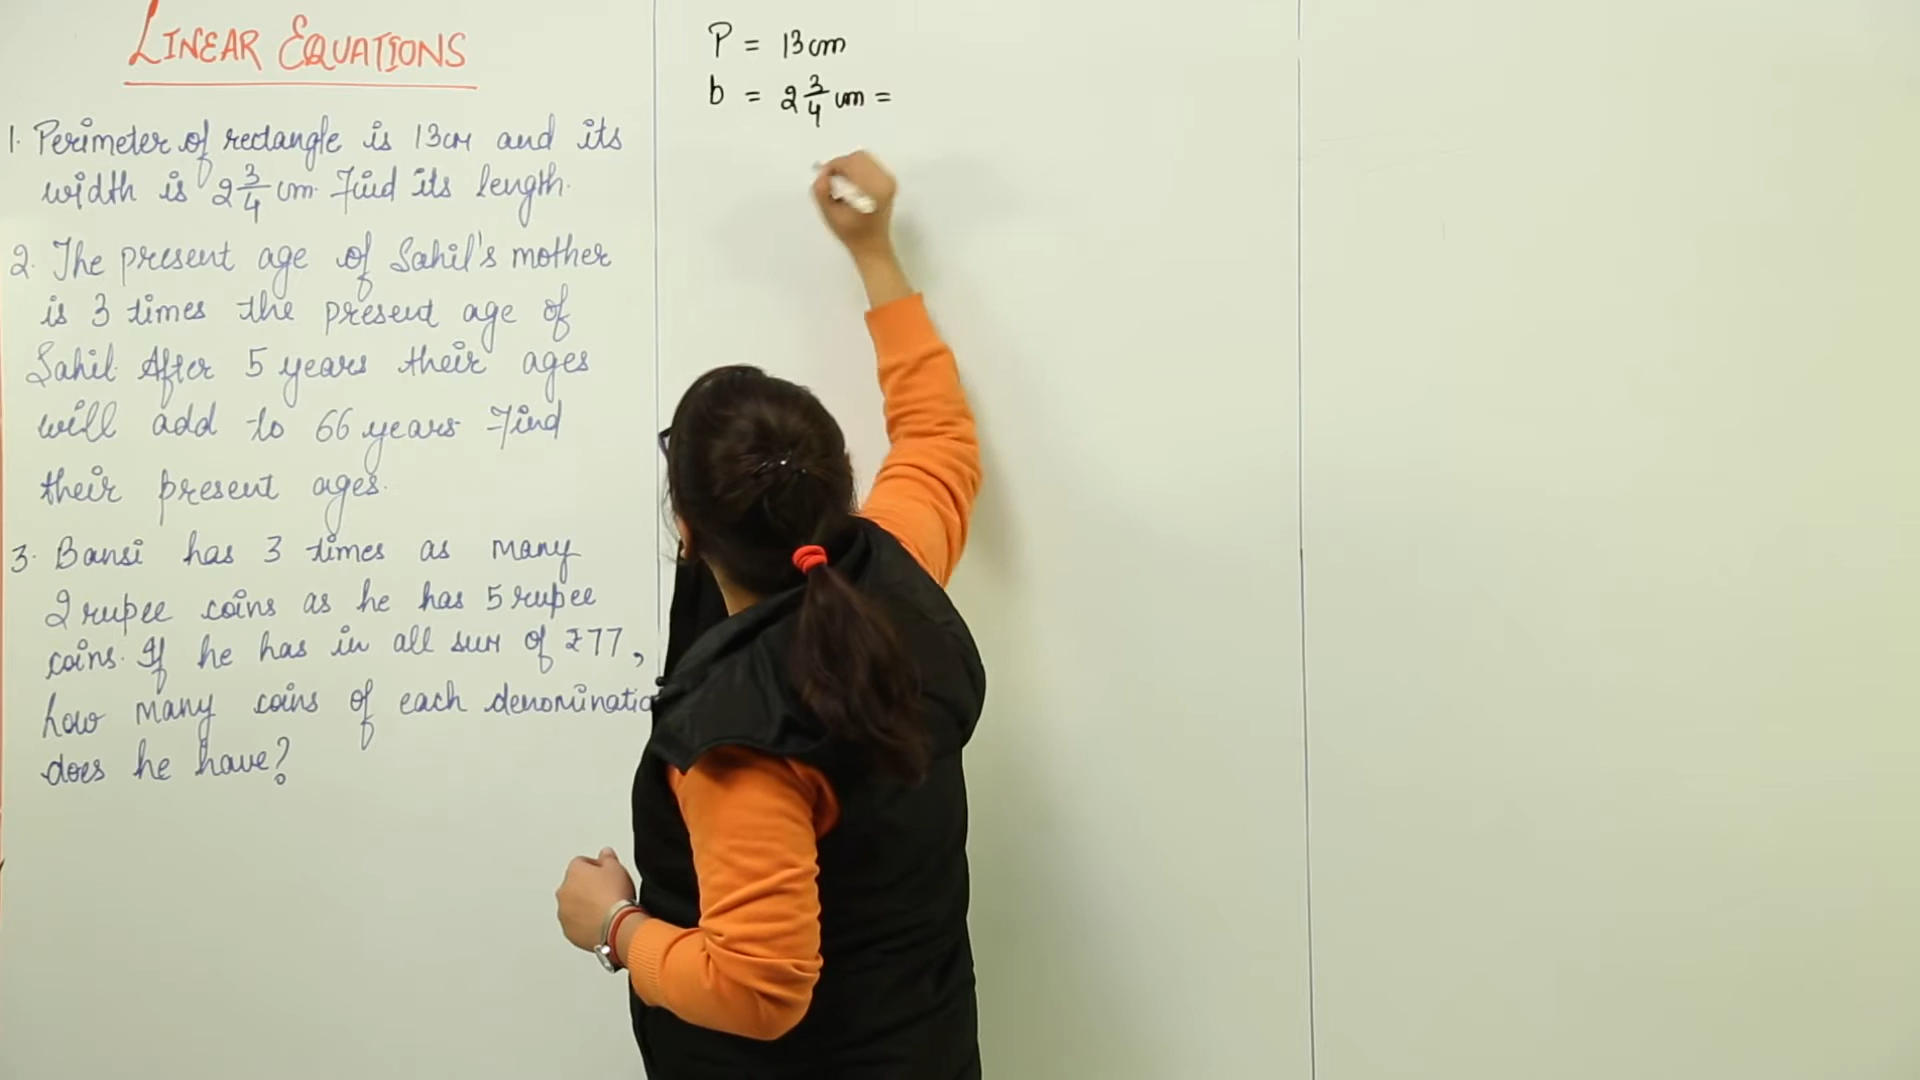 LINEAR EQUATIONS
1. Perimeter of rectangle is 13cm and its
width is 2 3/4 cm. Find its length.
2. The present age of Sahil's mother
is 3 times the present age of
Sahil. After 5 years their ages
will add to 66 years. Find
their present ages.
3. Bansi has 3 times as many
2 rupee coins as he has 5 rupee
coins. If he has in all sum of ₹77,
how many coins of each
does he have?
P = 13cm
b = 2 3/4 cm =